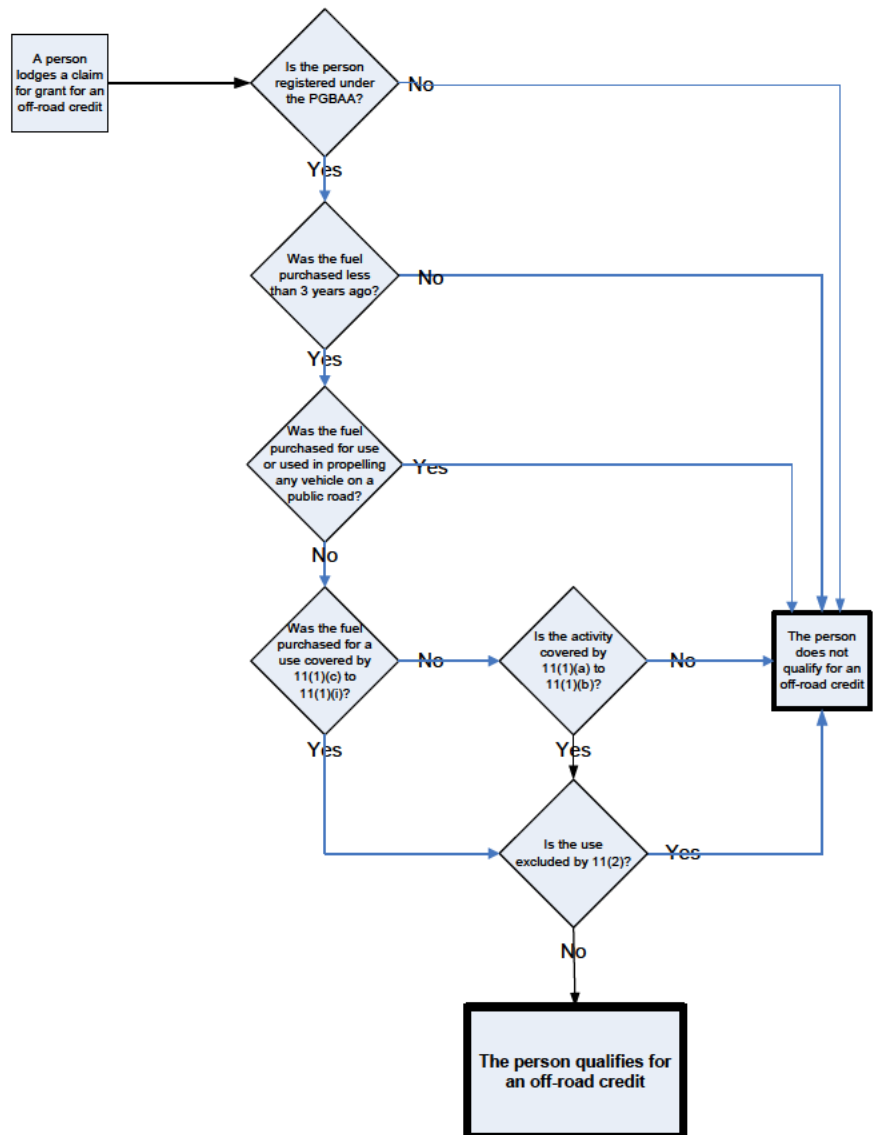 A person
lodges a claim
for grant for an
off-road credit
Is the person
registered under
the PGBAA?
No
Yes
Was the fuel
purchased less
than 3 years ago?
No
Yes
Was the fuel
purchased for use
or used in propelling
any vehicle on a
public road?
Yes
No
Was the fuel
purchased for a
use covered by
11(1)(c) to
11(1)(i)?
No
Is the activity
covered by
11(1)(a) to
11(1)(b)?
No
The person
does not
qualify for an
off-road credit
Yes
Yes
Is the use
excluded by 11(2)?
Yes
No
The person qualifies for
an off-road credit